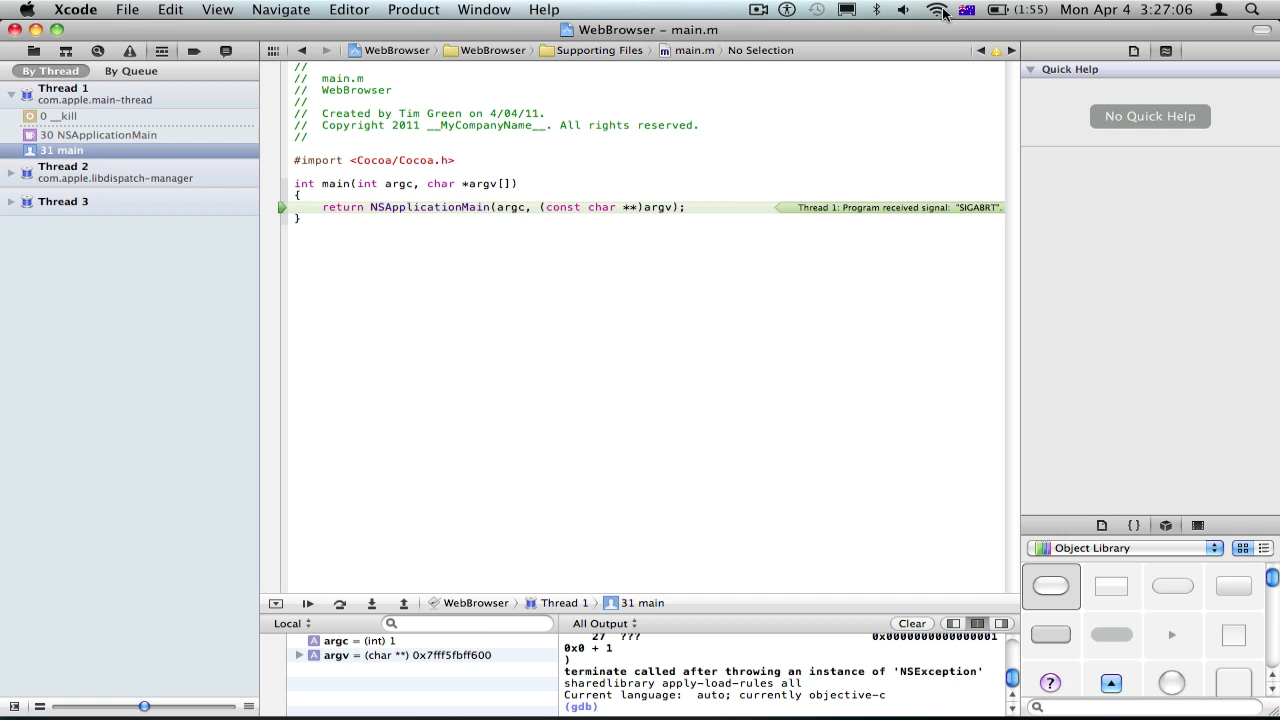 Xcode File Edit View Navigate Editor Product Window Help (1:55) Mon Apr 4 3:27:06
WebBrowser – main.m
WebBrowser WebBrowser Supporting Files main.m No Selection
By Thread By Queue
Thread 1
com.apple.main-thread
0 __kill
30 NSApplicationMain
31 main
Thread 2
com.apple.libdispatch-manager
Thread 3
//
// main.m
// WebBrowser
//
// Created by Tim Green on 4/04/11.
// Copyright 2011 __MyCompanyName__. All rights reserved.
//
#import <Cocoa/Cocoa.h>
int main(int argc, char *argv[])
{
return NSApplicationMain(argc, (const char **)argv);
Thread 1: Program received signal: "SIGABRT".
}
Quick Help
No Quick Help
Object Library
WebBrowser Thread 1 31 main
Local
All Output Clear
A argc = (int) 1
A argv = (char **) 0x7fff5fbff600
27 ??? 0x0000000000000001
0x0 + 1
)
terminate called after throwing an instance of 'NSException'
sharedlibrary apply-load-rules all
Current language: auto; currently objective-c
(gdb)